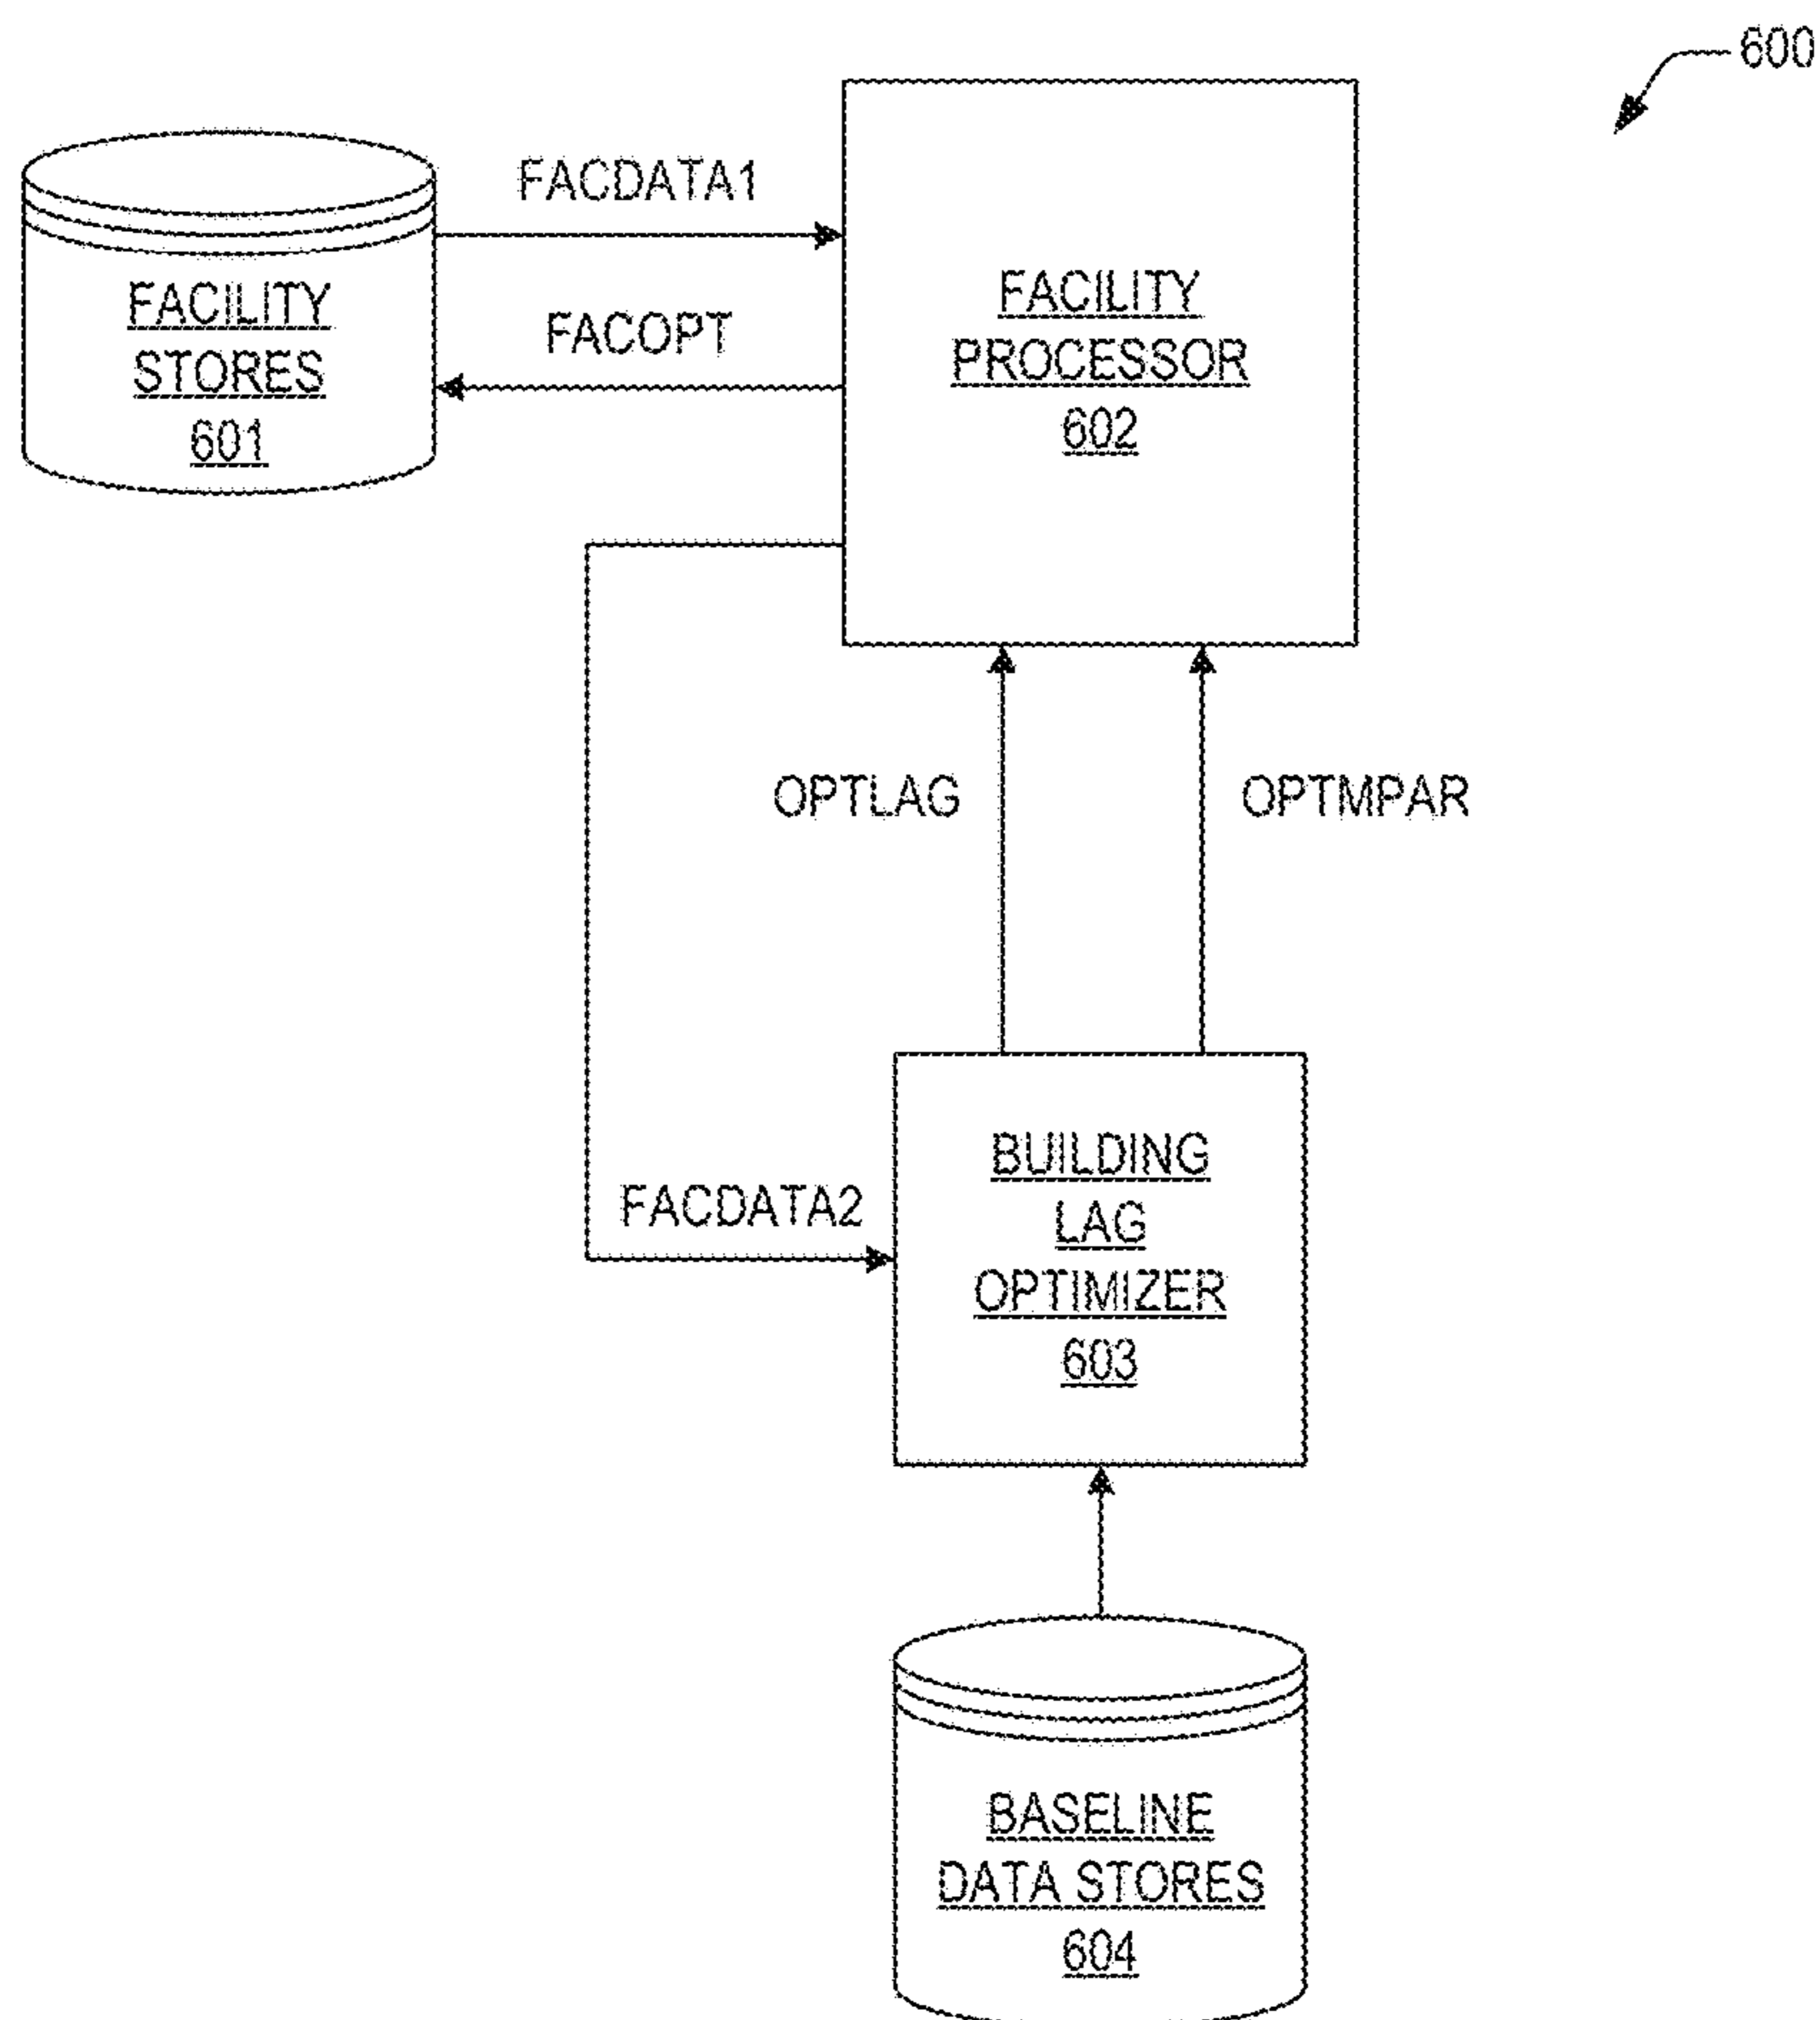 600
FACDATA1
FACILITY
STORES
601
FACOPT
FACILITY
PROCESSOR
602
OPTLAG
OPTMPAR
FACDATA2
BUILDING
LAG
OPTIMIZER
603
BASELINE
DATA STORES
604